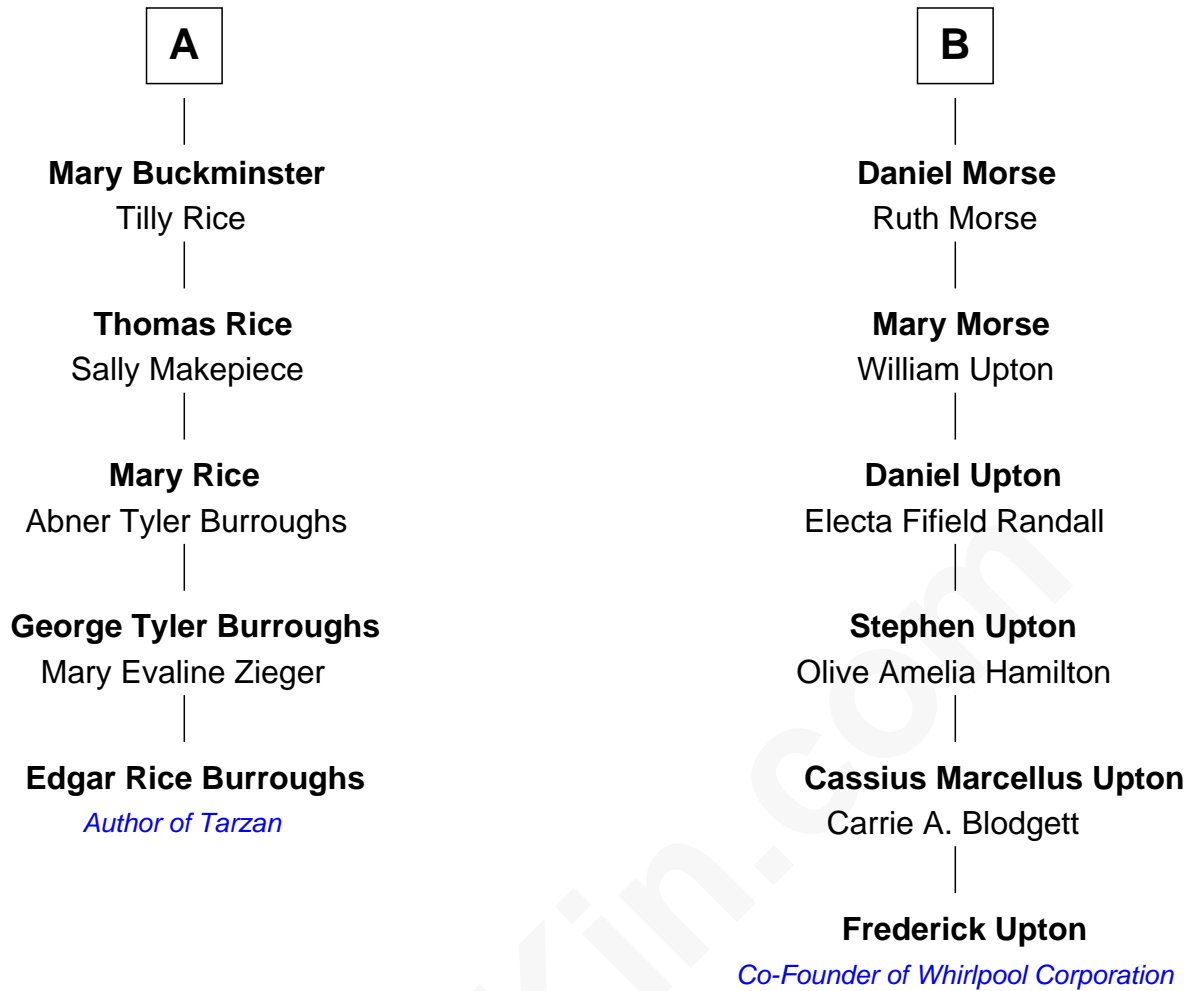 A
Mary Buckminster
Tilly Rice
Thomas Rice
Sally Makepiece
Mary Rice
Abner Tyler Burroughs
George Tyler Burroughs
Mary Evaline Zieger
Edgar Rice Burroughs
Author of Tarzan
B
Daniel Morse
Ruth Morse
Mary Morse
William Upton
Daniel Upton
Electa Fifield Randall
Stephen Upton
Olive Amelia Hamilton
Cassius Marcellus Upton
Carrie A. Blodgett
Frederick Upton
Co-Founder of Whirlpool Corporation
Kin.com